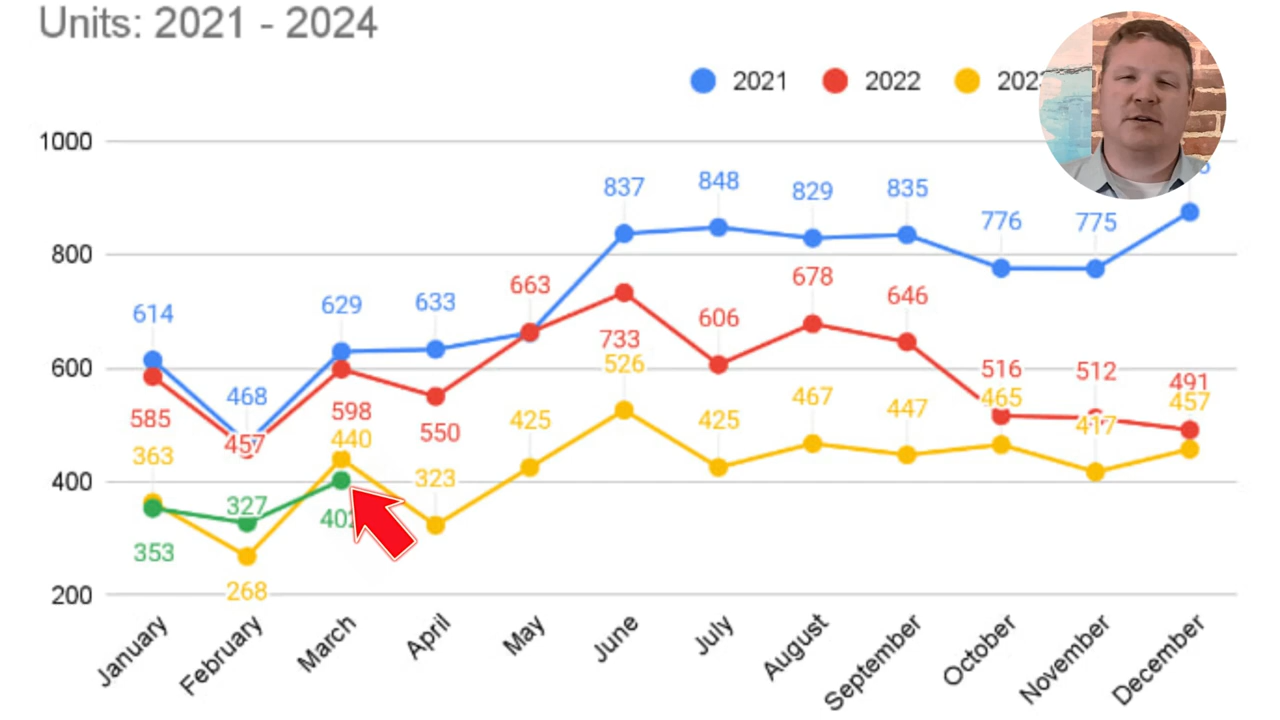 Units: 2021 - 2024
2021 2022
1000
800
600
400
200
837 848 829 835 776 775
614 468 629 633 663
733 606 678 646 516 512 491
585 457 598 550
526 467 447 465 417 457
363 440 323 425 425
327
353
268
January February March April May June July August September October November December